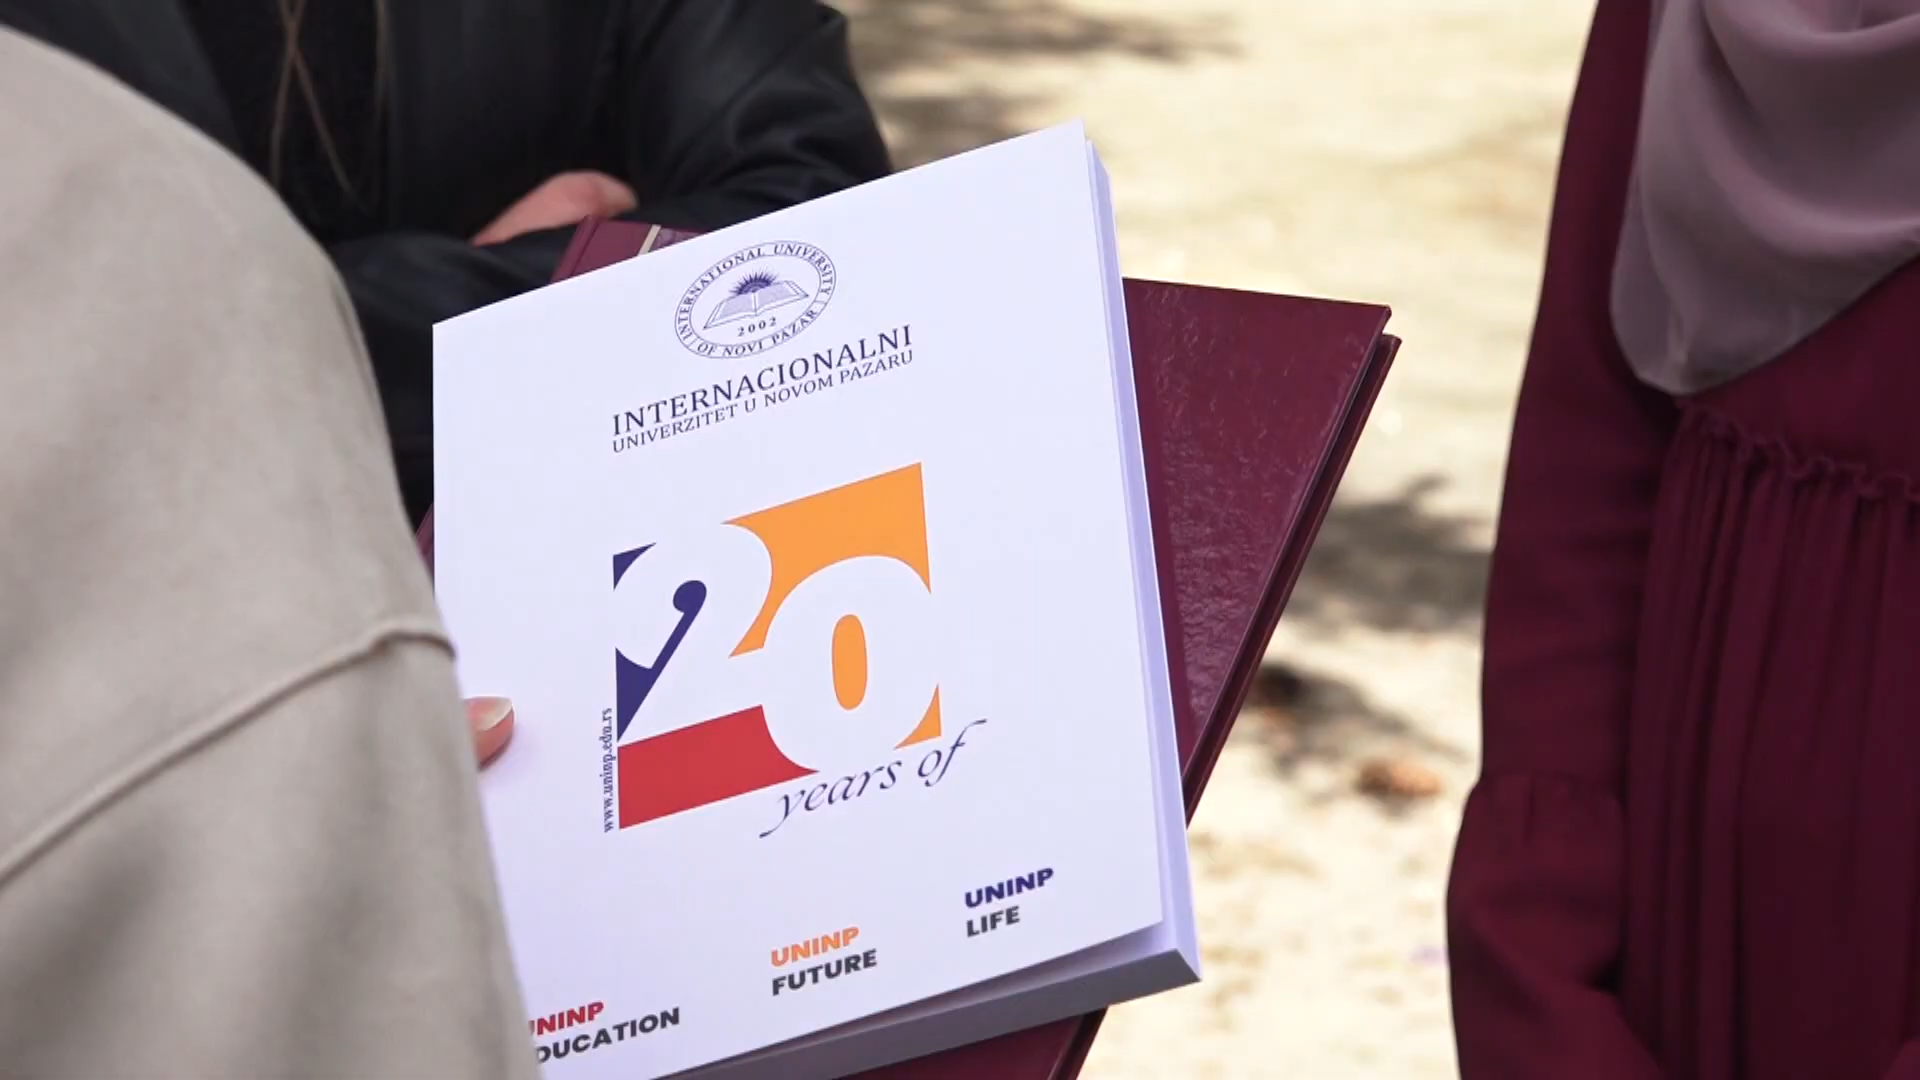 INTERNATIONAL UNIVERSITY
2002
OF NOVI PAZAR
INTERNACIONALNI
UNIVERZITET U NOVOM PAZARU
20
www.uninp.edu.rs
years of
UNINP
LIFE
UNINP
FUTURE
UNINP
EDUCATION